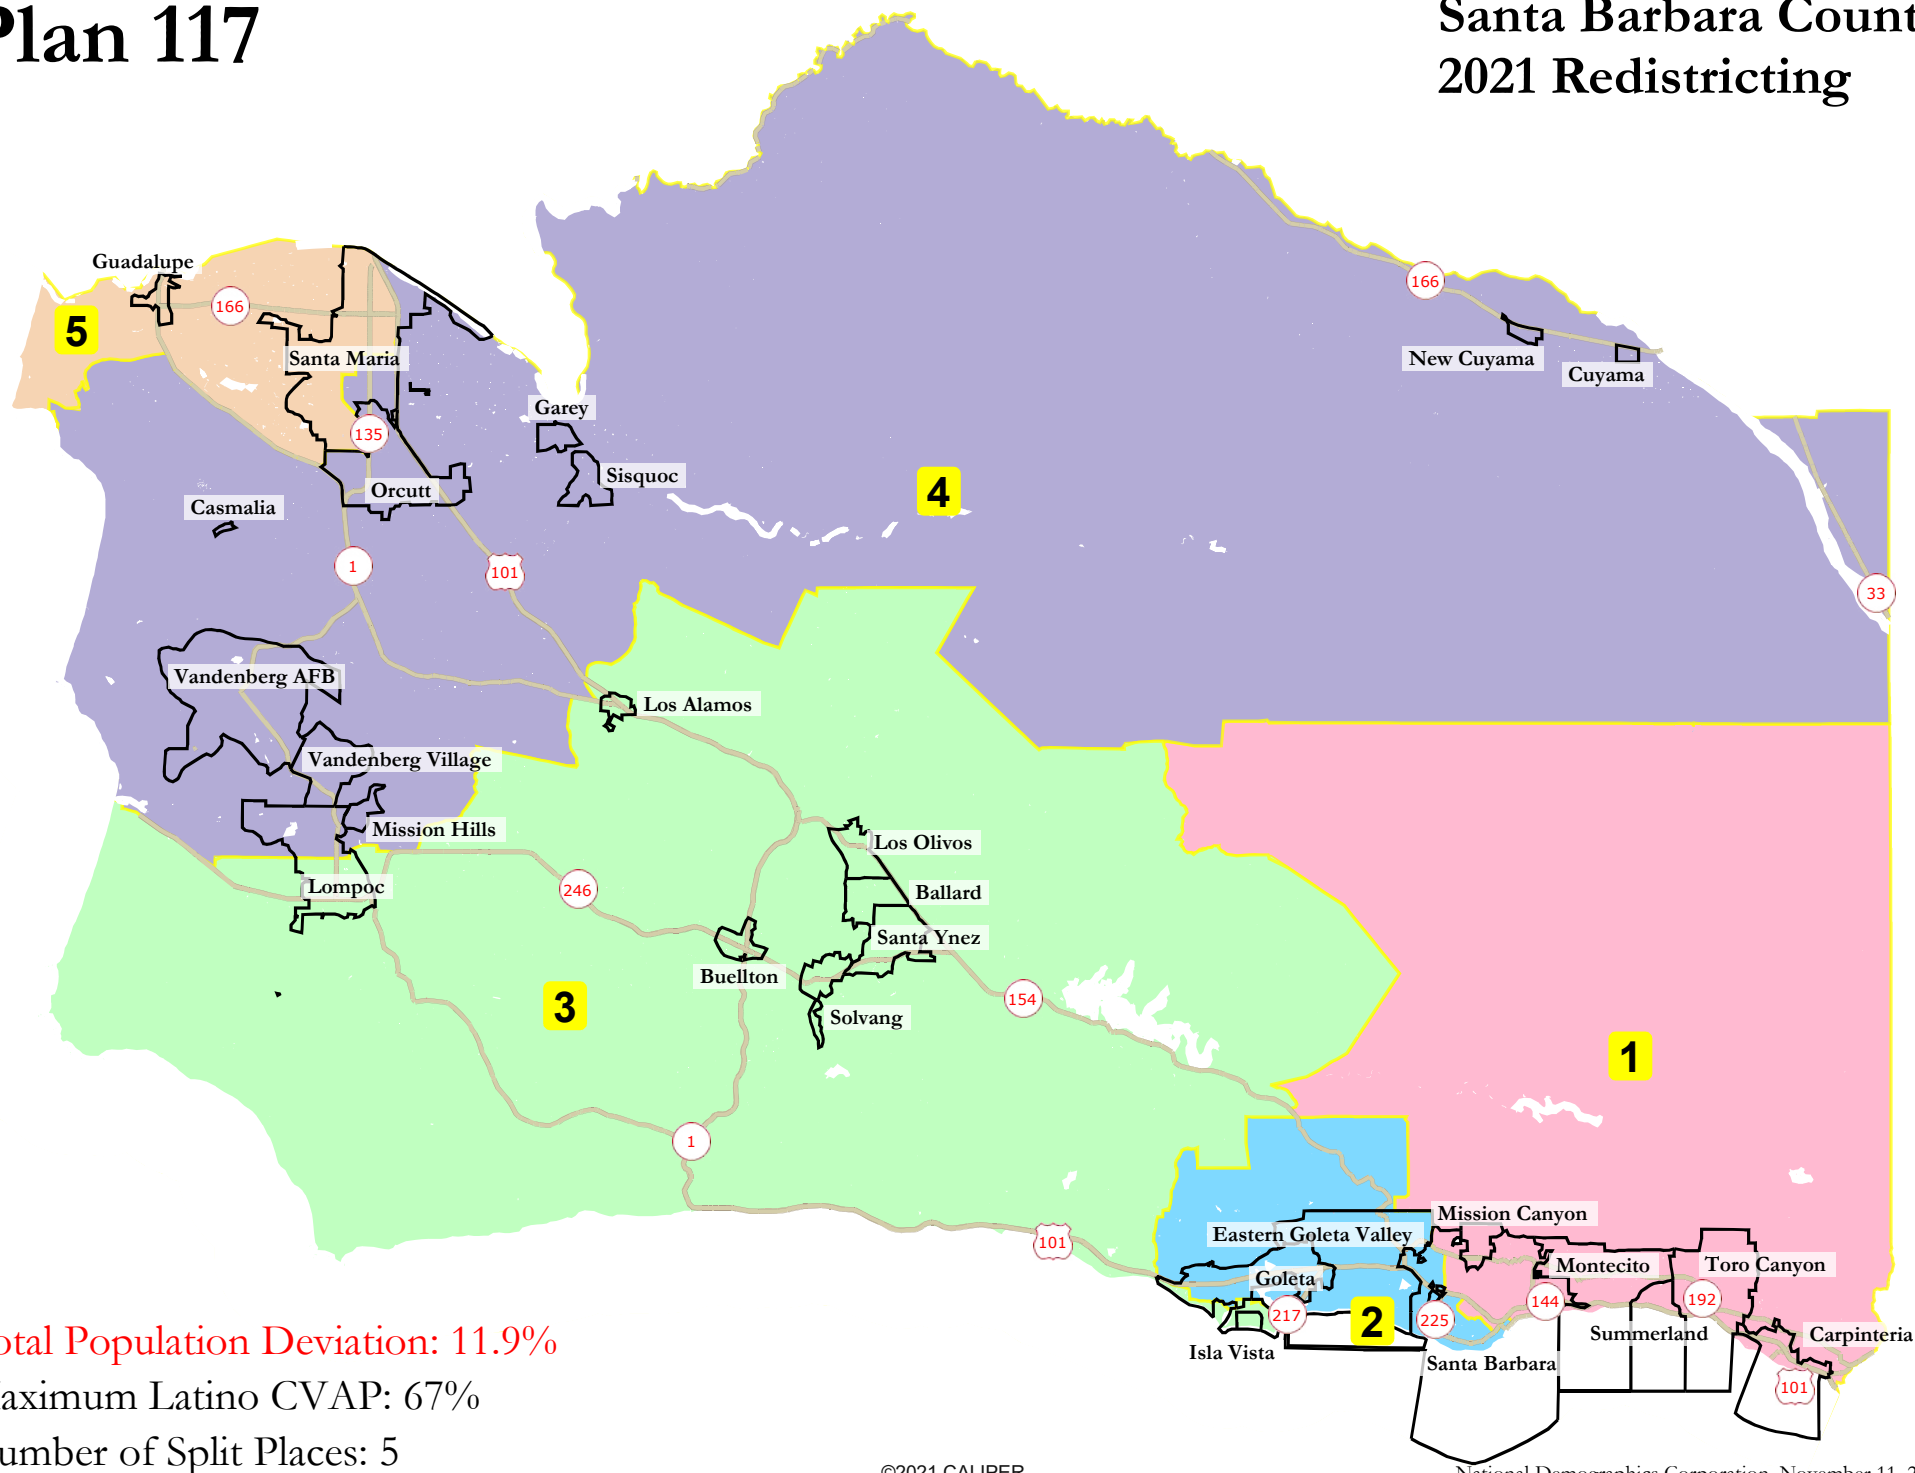 Plan 117
Santa Barbara Count
2021 Redistricting
Guadalupe
166
5
Santa Maria
135
Orcutt
Casmalia
Garey
Sisquoc
4
166
New Cuyama
Cuyama
33
1
101
Vandenberg AFB
Los Alamos
Vandenberg Village
Mission Hills
Lompoc
246
Los Olivos
Ballard
Santa Ynez
Buellton
Solvang
3
154
1
1
101
Mission Canyon
Eastern Goleta Valley
Goleta
Montecito
Toro Canyon
217
2
225
144
192
Isla Vista
Santa Barbara
Summerland
Carpinteria
101
otal Population Deviation: 11.9%
aximum Latino CVAP: 67%
umber of Split Places: 5
©2021 CALIPER
National Demographics Corporation, November 11, 2